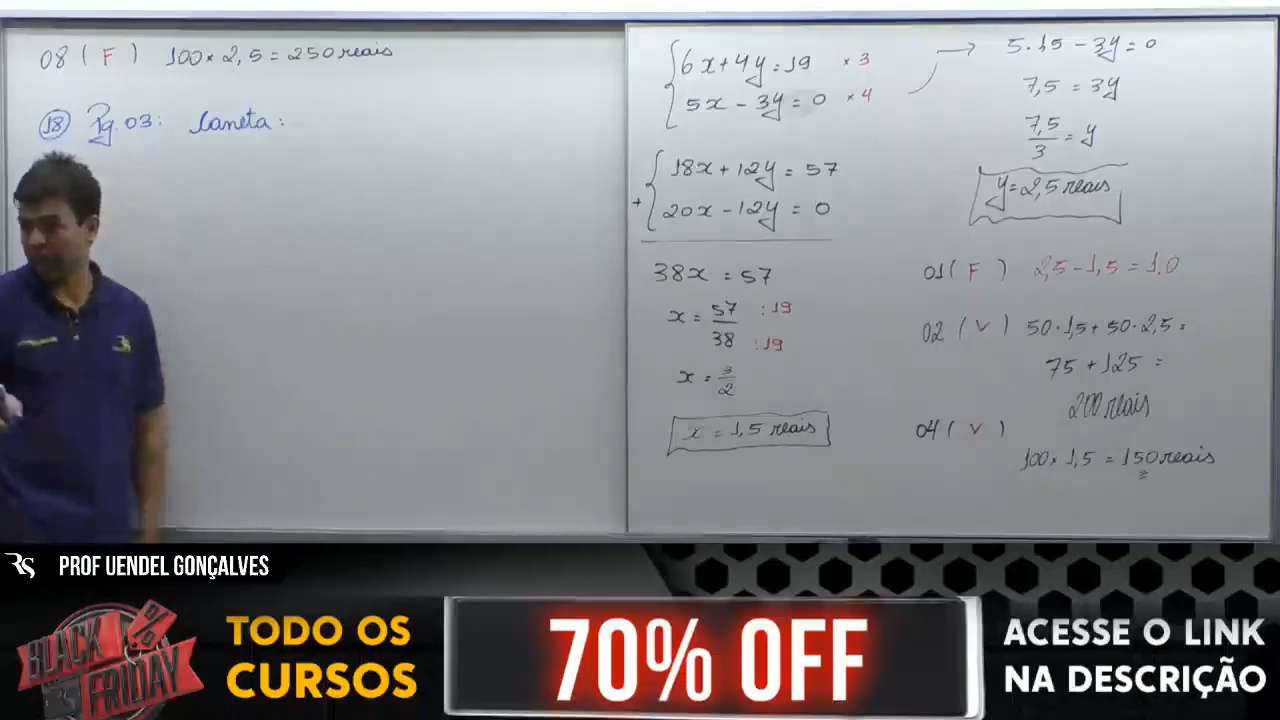 08 ( F ) 100 × 2,5 = 250 reais
18 Pg. 03: Caneta:
6x + 4y = 19 × 3
5x - 3y = 0 × 4
18x + 12y = 57
+ 20x - 12y = 0
38x = 57
x = 57/38 :19 :19
x = 3/2
x = 1,5 reais
5 · 1,5 - 3y = 0
7,5 = 3y
7,5/3 = y
y = 2,5 reais
01 ( F ) 2,5 - 1,5 = 1,0
02 ( V ) 50 · 1,5 + 50 · 2,5 =
75 + 125 =
200 reais
04 ( V )
100 × 1,5 = 150 reais
RS PROF UENDEL GONÇALVES
BLACK FRIDAY
TODO OS
CURSOS
70% OFF
ACESSE O LINK
NA DESCRIÇÃO